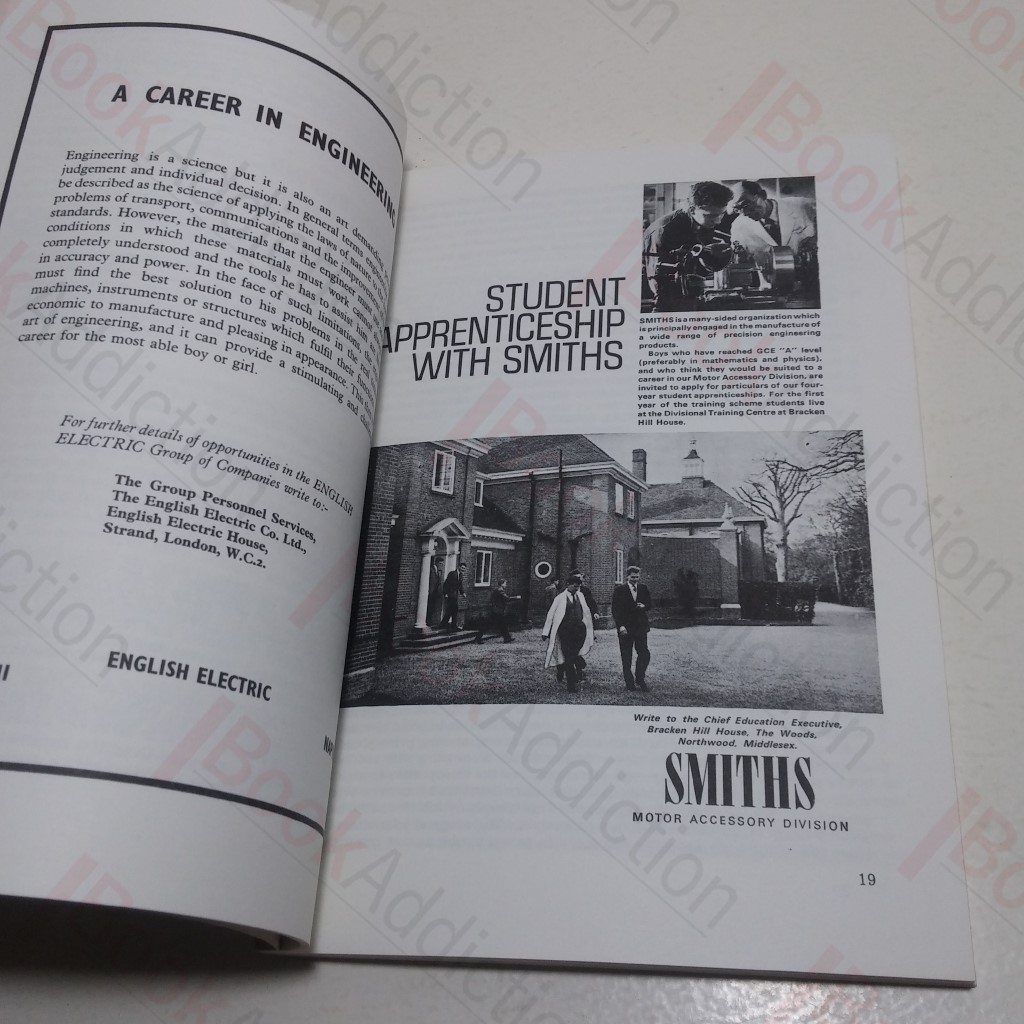 A CAREER IN ENGINEERING
Engineering is a science but it is also an art demanding
judgement and individual decision. In general terms
be described as the science of applying the laws of nature to the
problems of transport, communications and the improvement
standards. However, the materials that the engineer must
conditions in which these materials must work cannot
completely understood and the tools he has to assist him
in accuracy and power. In the face of such limitations, the
must find the best solution to his problems in the
machines, instruments or structures which fulfil their
economic to manufacture and pleasing in appearance. This
art of engineering, and it can provide a stimulating and
career for the most able boy or girl.
For further details of opportunities in the ENGLISH
ELECTRIC Group of Companies write to:-
The Group Personnel Services,
The English Electric Co. Ltd.,
English Electric House,
Strand, London, W.C.2.
ENGLISH ELECTRIC
STUDENT
APPRENTICESHIP
WITH SMITHS
SMITHS is a many-sided organization which
is principally engaged in the manufacture of
a wide range of precision engineering
products.
Boys who have reached GCE "A" level
(preferably in mathematics and physics),
and who think they would be suited to a
career in our Motor Accessory Division, are
invited to apply for particulars of our four-
year student apprenticeships. For the first
year of the training scheme students live
at the Divisional Training Centre at Bracken
Hill House.
Write to the Chief Education Executive,
Bracken Hill House, The Woods,
Northwood, Middlesex.
SMITHS
MOTOR ACCESSORY DIVISION
19
BookAddiction